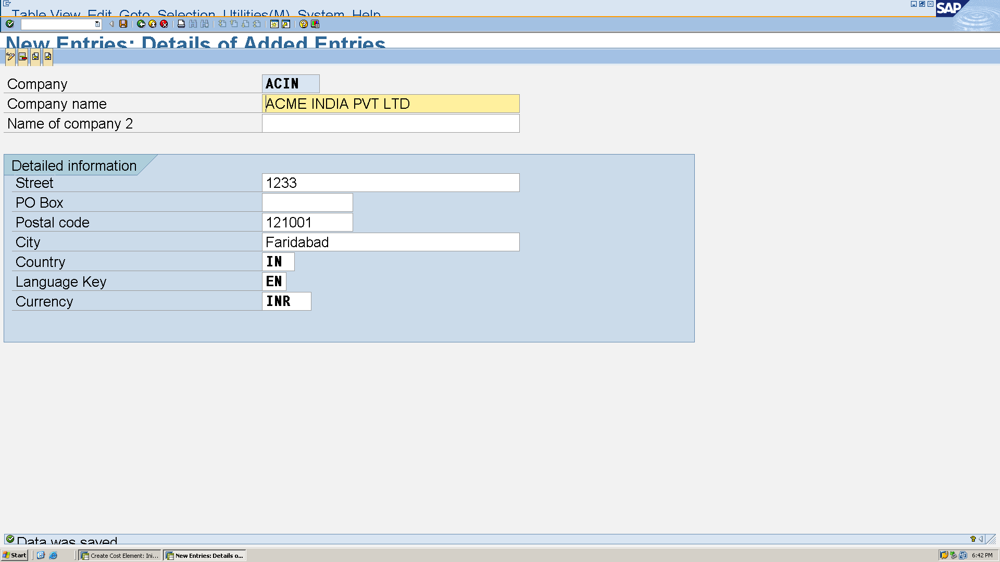 Table View Edit Goto Selection Utilities(M) System Help
SAP
New Entries: Details of Added Entries
Company ACIN
Company name ACME INDIA PVT LTD
Name of company 2
Detailed information
Street 1233
PO Box
Postal code 121001
City Faridabad
Country IN
Language Key EN
Currency INR
Data was saved
Start Create Cost Element: Ini... New Entries: Details o... 6:42 PM